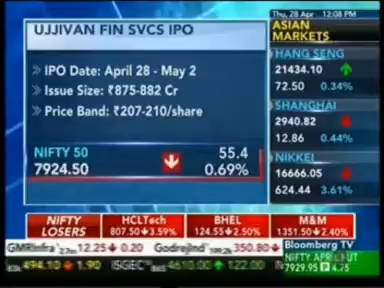 UJJIVAN FIN SVCS IPO
Thu, 28 Apr 12:08 PM
ASIAN MARKETS
» IPO Date: April 28 - May 2
» Issue Size: ₹875-882 Cr
» Price Band: ₹207-210/share
HANG SENG
21434.10
72.50 0.34%
SHANGHAI
2940.82
12.86 0.44%
NIKKEI
16666.05
624.44 3.61%
NIFTY 50 55.4
7924.50 0.69%
NIFTY LOSERS
HCLTech
807.50 3.59%
BHEL
124.55 2.50%
M&M
1351.50 2.40%
GMRInfra 12.25 0.20 GodrejInd 350.80
Bloomberg TV
494.10 1.90 ISGEC 4610.00 122.00
NIFTY APRIL FUT
7929.95 4.75